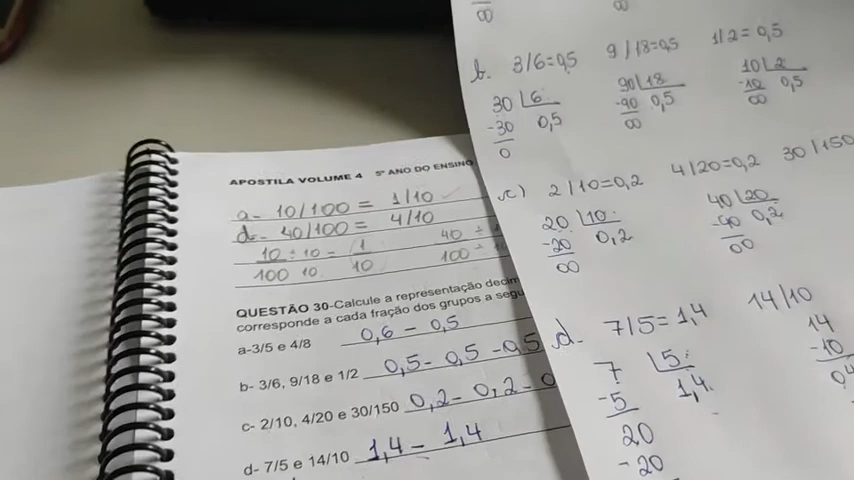 APOSTILA VOLUME 4 5º ANO DO ENSINO
a- 10/100 = 1/10
d- 40/100 = 4/10
10 ÷ 10 = 1 40 ÷
100 10 10 100 ÷
QUESTÃO 30-Calcule a representação decim
corresponde a cada fração dos grupos a segu
a-3/5 e 4/8 0,6 - 0,5
b- 3/6, 9/18 e 1/2 0,5 - 0,5 - 0,5
c- 2/10, 4/20 e 30/150 0,2 - 0,2 - 0
d- 7/5 e 14/10 1,4 - 1,4
00 00
b. 3/6=0,5 9/18=0,5 1/2=0,5
30 6 90 18 10 2
-30 0,5 -90 0,5 -10 0,5
0 00 00
c) 2/10=0,2 4/20=0,2 30/150
20 10 40 20
-20 0,2 -40 0,2
00 00
d. 7/5=1,4 14/10
7 5 14
-5 1,4 -10
20 04
-20